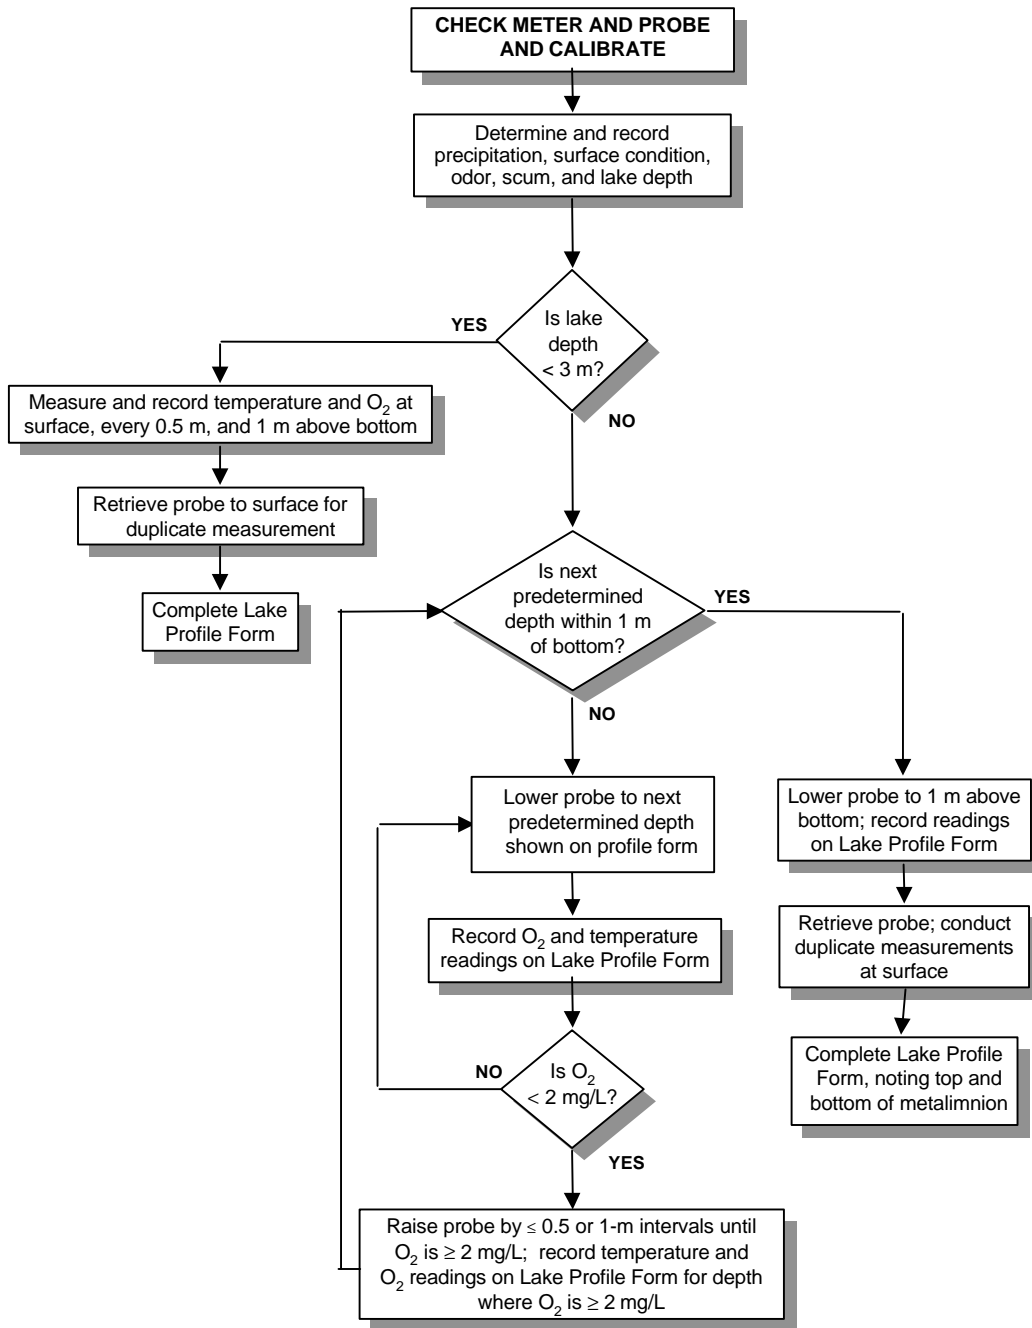 CHECK METER AND PROBE
AND CALIBRATE
Determine and record
precipitation, surface condition,
odor, scum, and lake depth
Is lake
depth
< 3 m?
YES
NO
Measure and record temperature and O₂ at
surface, every 0.5 m, and 1 m above bottom
Retrieve probe to surface for
duplicate measurement
Complete Lake
Profile Form
Is next
predetermined
depth within 1 m
of bottom?
YES
NO
Lower probe to next
predetermined depth
shown on profile form
Record O₂ and temperature
readings on Lake Profile Form
Is O₂
< 2 mg/L?
NO
YES
Raise probe by ≤ 0.5 or 1-m intervals until
O₂ is ≥ 2 mg/L; record temperature and
O₂ readings on Lake Profile Form for depth
where O₂ is ≥ 2 mg/L
Lower probe to 1 m above
bottom; record readings
on Lake Profile Form
Retrieve probe; conduct
duplicate measurements
at surface
Complete Lake Profile
Form, noting top and
bottom of metalimnion